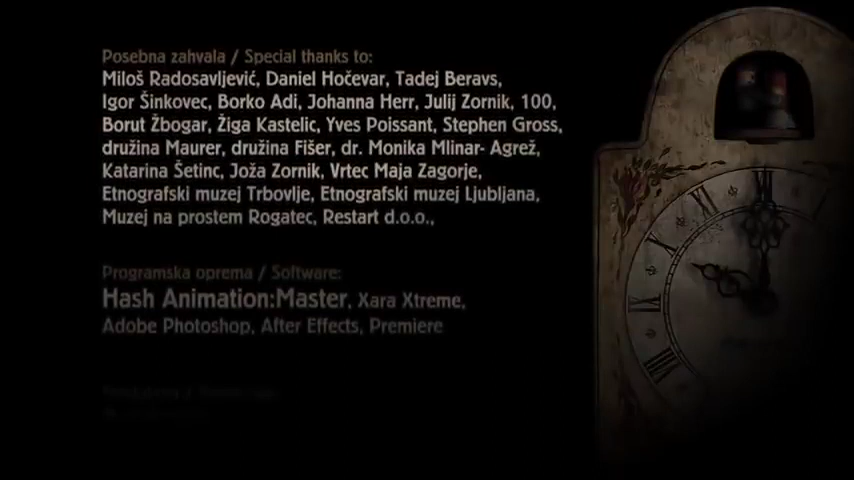 Posebna zahvala / Special thanks to:
Miloš Radosavljević, Daniel Hočevar, Tadej Beravs,
Igor Šinkovec, Borko Adi, Johanna Herr, Julij Zornik, 100,
Borut Žbogar, Žiga Kastelic, Yves Poissant, Stephen Gross,
družina Maurer, družina Fišer, dr. Monika Mlinar- Agrež,
Katarina Šetinc, Joža Zornik, Vrtec Maja Zagorje,
Etnografski muzej Trbovlje, Etnografski muzej Ljubljana,
Muzej na prostem Rogatec, Restart d.o.o.,
Programska oprema / Software:
Hash Animation:Master, Xara Xtreme,
Adobe Photoshop, After Effects, Premiere